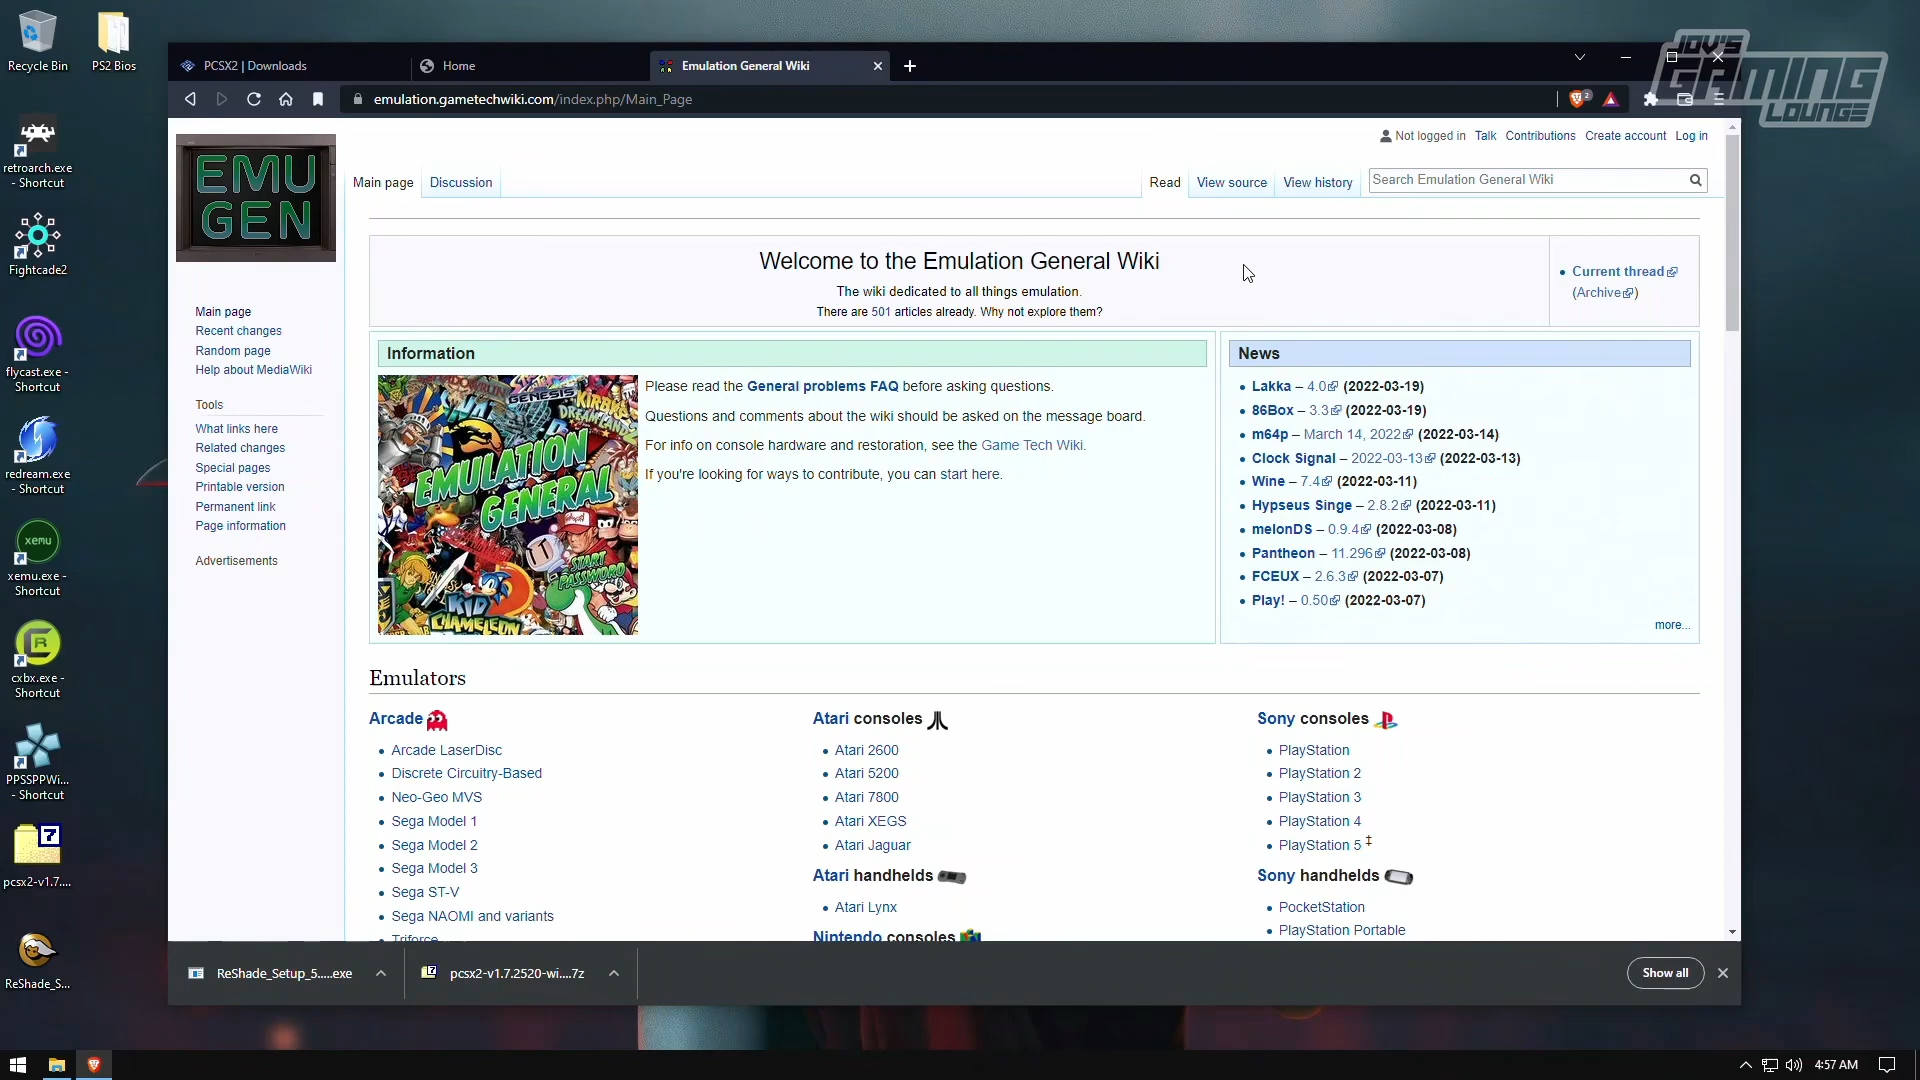 Recycle Bin
PS2 Bios
retroarch.exe
- Shortcut
Fightcade2
flycast.exe -
Shortcut
redream.exe
- Shortcut
xemu
xemu.exe -
Shortcut
cxbx.exe -
Shortcut
PPSSPPWi...
- Shortcut
pcsx2-v1.7....
ReShade_S...
PCSX2 | Downloads
Home
Emulation General Wiki
JOV'S
GAMING
LOUNGE
emulation.gametechwiki.com/index.php/Main_Page
2
EMU
GEN
Not logged in
Talk
Contributions
Create account
Log in
Main page
Discussion
Read
View source
View history
Search Emulation General Wiki
Main page
Recent changes
Random page
Help about MediaWiki
Tools
What links here
Related changes
Special pages
Printable version
Permanent link
Page information
Advertisements
Welcome to the Emulation General Wiki
The wiki dedicated to all things emulation.
There are 501 articles already. Why not explore them?
• Current thread
(Archive)
Information
GENESIS
EMULATION
GENERAL
START
PASSWORD
KID
CHAMELEON
Please read the General problems FAQ before asking questions.
Questions and comments about the wiki should be asked on the message board.
For info on console hardware and restoration, see the Game Tech Wiki.
If you're looking for ways to contribute, you can start here.
News
• Lakka – 4.0 (2022-03-19)
• 86Box – 3.3 (2022-03-19)
• m64p – March 14, 2022 (2022-03-14)
• Clock Signal – 2022-03-13 (2022-03-13)
• Wine – 7.4 (2022-03-11)
• Hypseus Singe – 2.8.2 (2022-03-11)
• melonDS – 0.9.4 (2022-03-08)
• Pantheon – 11.296 (2022-03-08)
• FCEUX – 2.6.3 (2022-03-07)
• Play! – 0.50 (2022-03-07)
more...
Emulators
Arcade
• Arcade LaserDisc
• Discrete Circuitry-Based
• Neo-Geo MVS
• Sega Model 1
• Sega Model 2
• Sega Model 3
• Sega ST-V
• Sega NAOMI and variants
• Triforce
Atari consoles
• Atari 2600
• Atari 5200
• Atari 7800
• Atari XEGS
• Atari Jaguar
Atari handhelds
• Atari Lynx
Nintendo consoles
Sony consoles
• PlayStation
• PlayStation 2
• PlayStation 3
• PlayStation 4
• PlayStation 5 ‡
Sony handhelds
• PocketStation
• PlayStation Portable
ReShade_Setup_5.....exe
pcsx2-v1.7.2520-wi....7z
Show all
4:57 AM